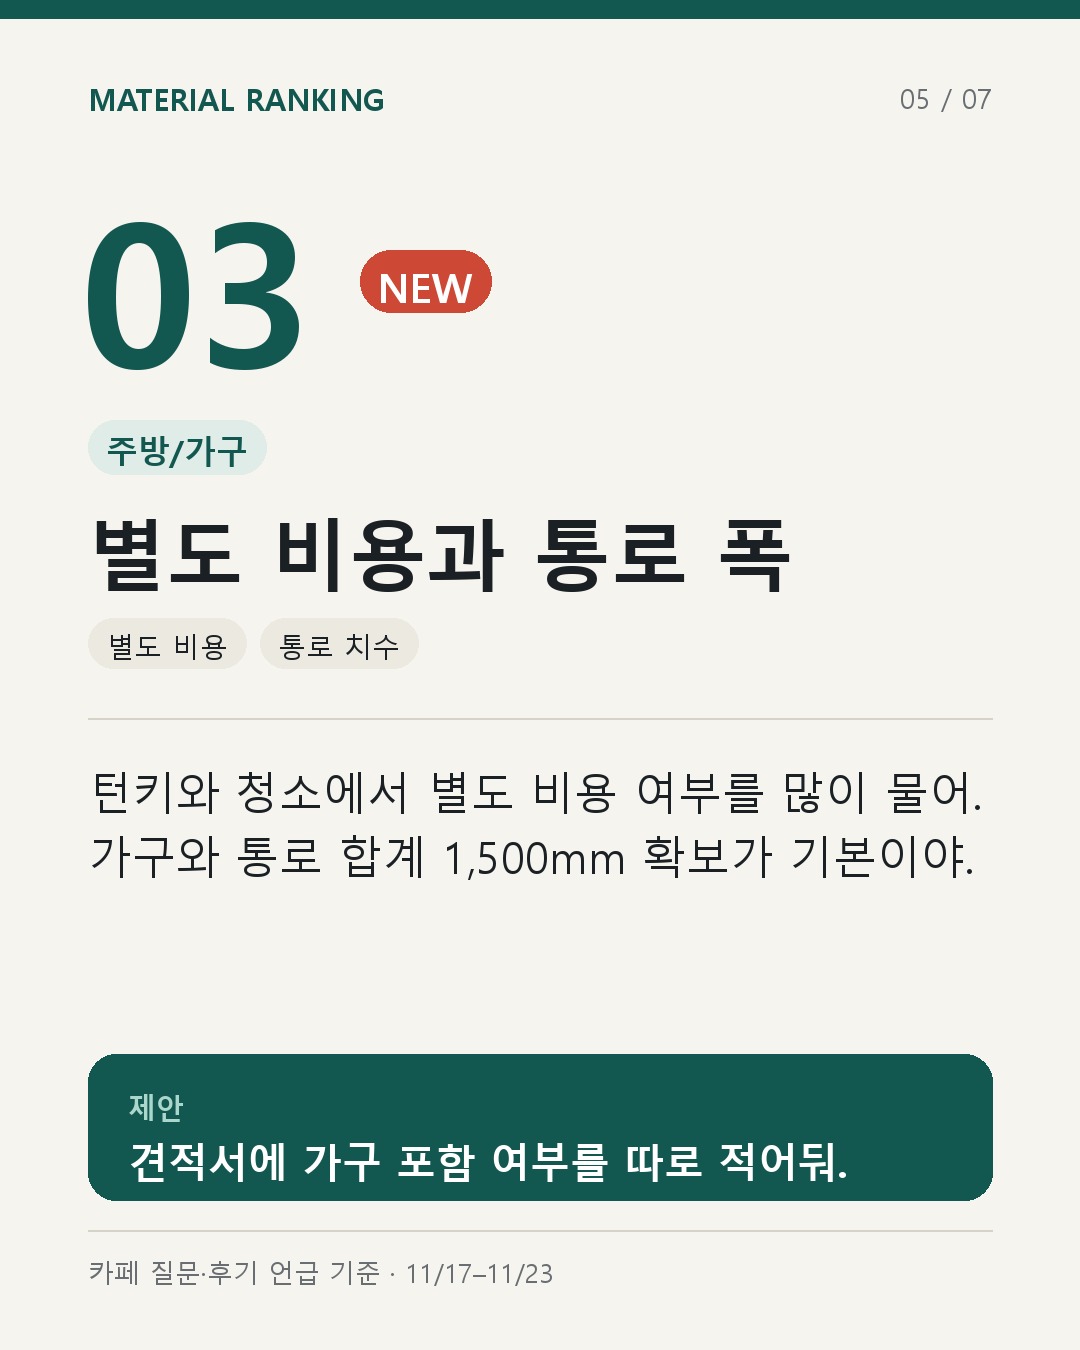 MATERIAL RANKING
05 / 07
03
NEW
주방/가구
별도 비용과 통로 폭
별도 비용
통로 치수
턴키와 청소에서 별도 비용 여부를 많이 물어.
가구와 통로 합계 1,500mm 확보가 기본이야.
제안
견적서에 가구 포함 여부를 따로 적어둬.
카페 질문·후기 언급 기준 · 11/17–11/23